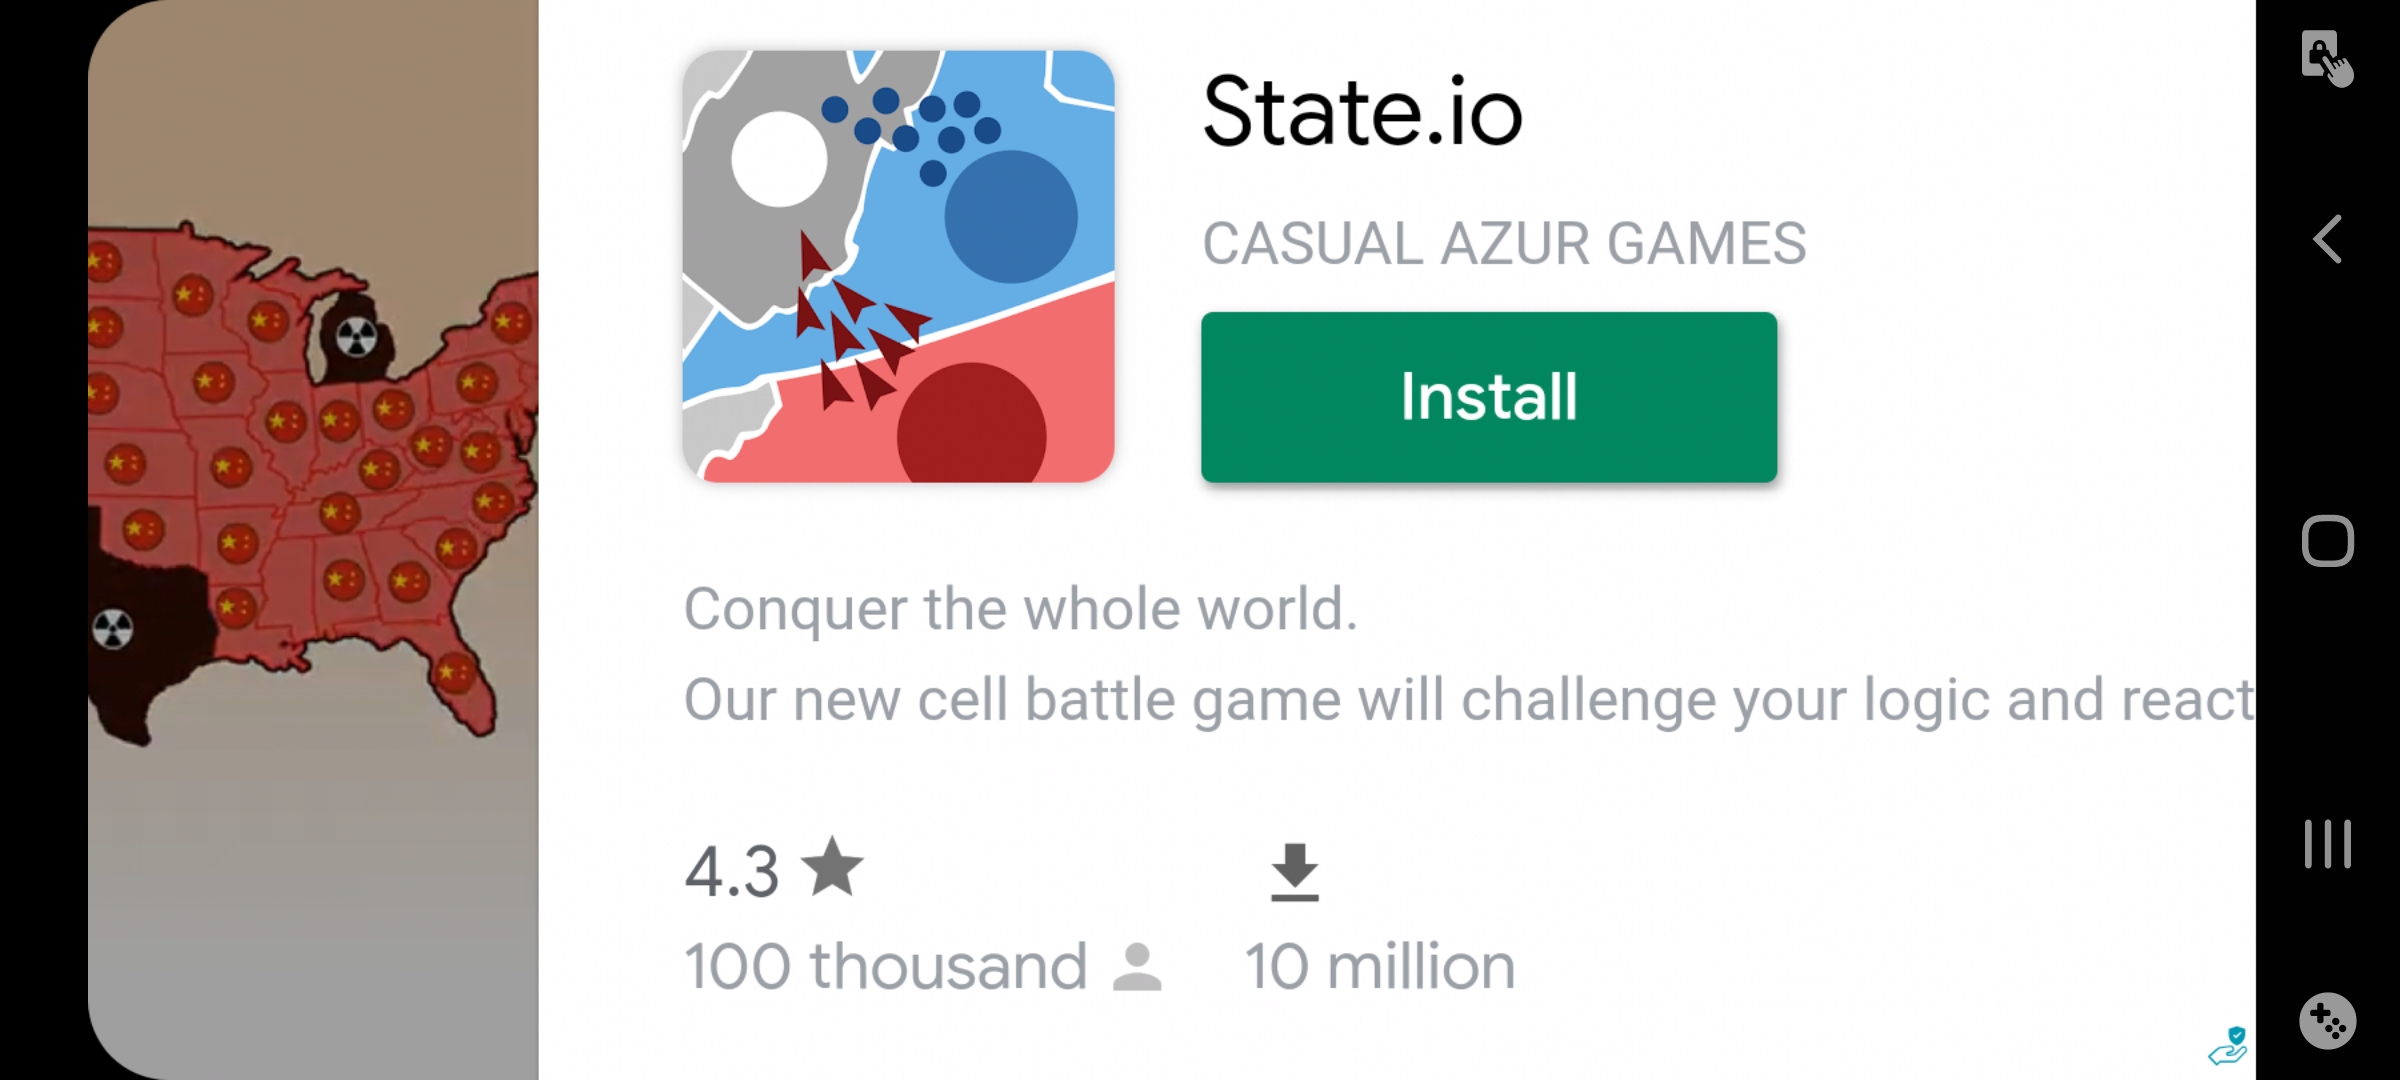 State.io
CASUAL AZUR GAMES
Install
Conquer the whole world.
Our new cell battle game will challenge your logic and react
4.3
100 thousand
10 million